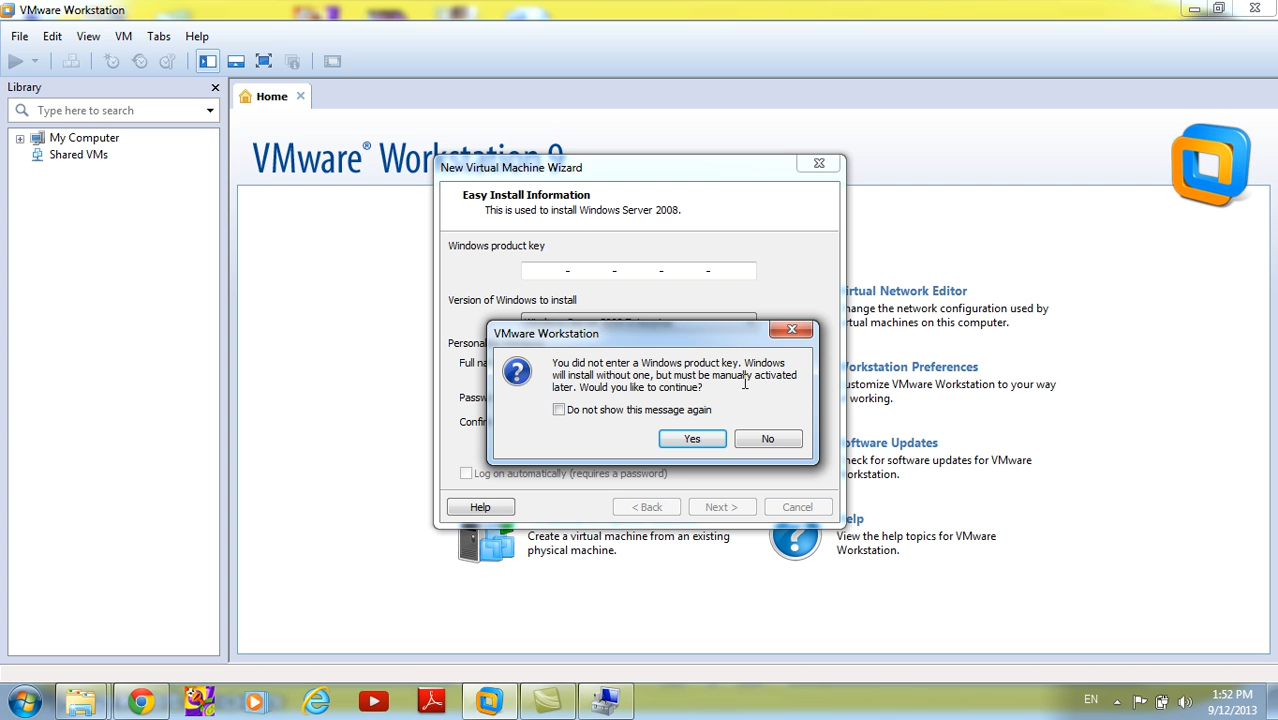 VMware Workstation
File Edit View VM Tabs Help
Library
Type here to search
My Computer
Shared VMs
Home
VMware® Workstation 9
New Virtual Machine Wizard
Easy Install Information
This is used to install Windows Server 2008.
Windows product key
- - - -
Version of Windows to install
Full
VMware Workstation
You did not enter a Windows product key. Windows
will install without one, but must be manually activated
later. Would you like to continue?
Do not show this message again
Yes No
Log on automatically (requires a password)
Help < Back Next > Cancel
Create a virtual machine from an existing
physical machine.
irtual Network Editor
hange the network configuration used by
rtual machines on this computer.
orkstation Preferences
ustomize VMware Workstation to your way
working.
oftware Updates
heck for software updates for VMware
orkstation.
elp
View the help topics for VMware
Workstation.
EN
1:52 PM
9/12/2013